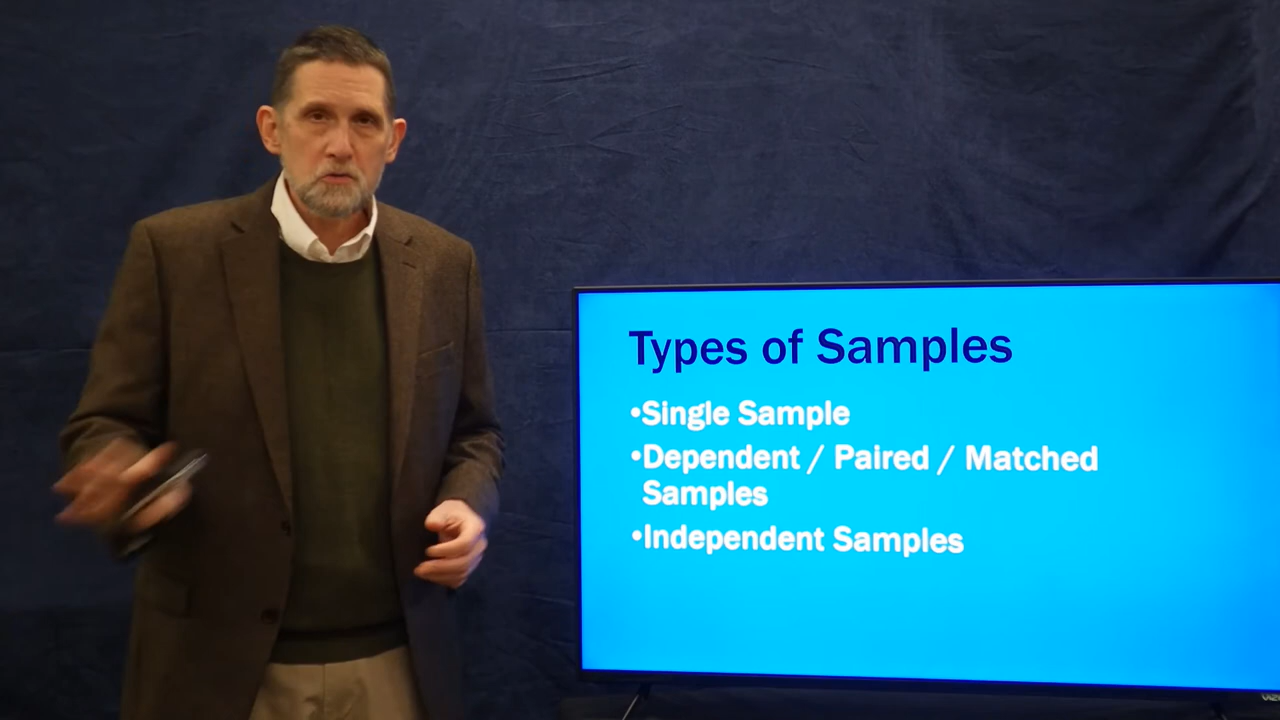 Types of Samples
•Single Sample
•Dependent / Paired / Matched
Samples
•Independent Samples